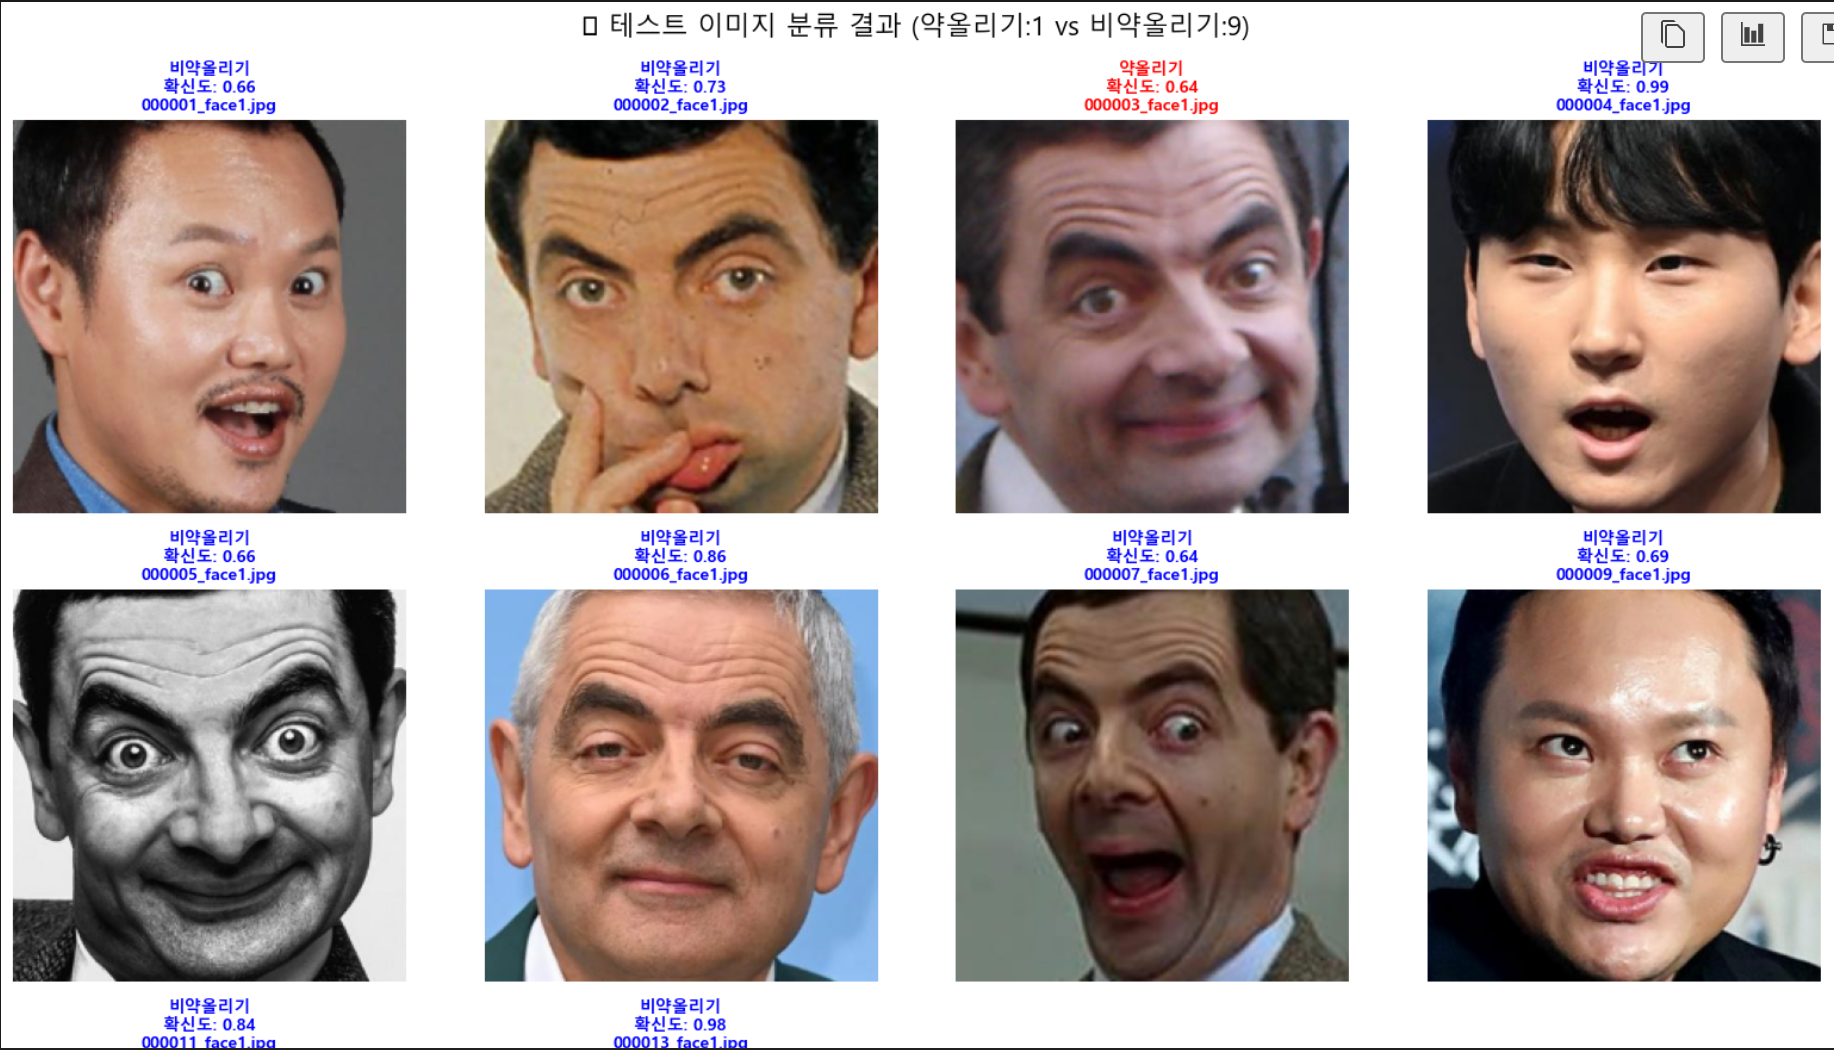 테스트 이미지 분류 결과 (약올리기:1 vs 비약올리기:9)
비약올리기
확신도: 0.66
000001_face1.jpg
비약올리기
확신도: 0.73
000002_face1.jpg
약올리기
확신도: 0.64
000003_face1.jpg
비약올리기
확신도: 0.99
000004_face1.jpg
비약올리기
확신도: 0.66
000005_face1.jpg
비약올리기
확신도: 0.86
000006_face1.jpg
비약올리기
확신도: 0.64
000007_face1.jpg
비약올리기
확신도: 0.69
000009_face1.jpg
비약올리기
확신도: 0.84
000011_face1.jpg
비약올리기
확신도: 0.98
000013_face1.jpg